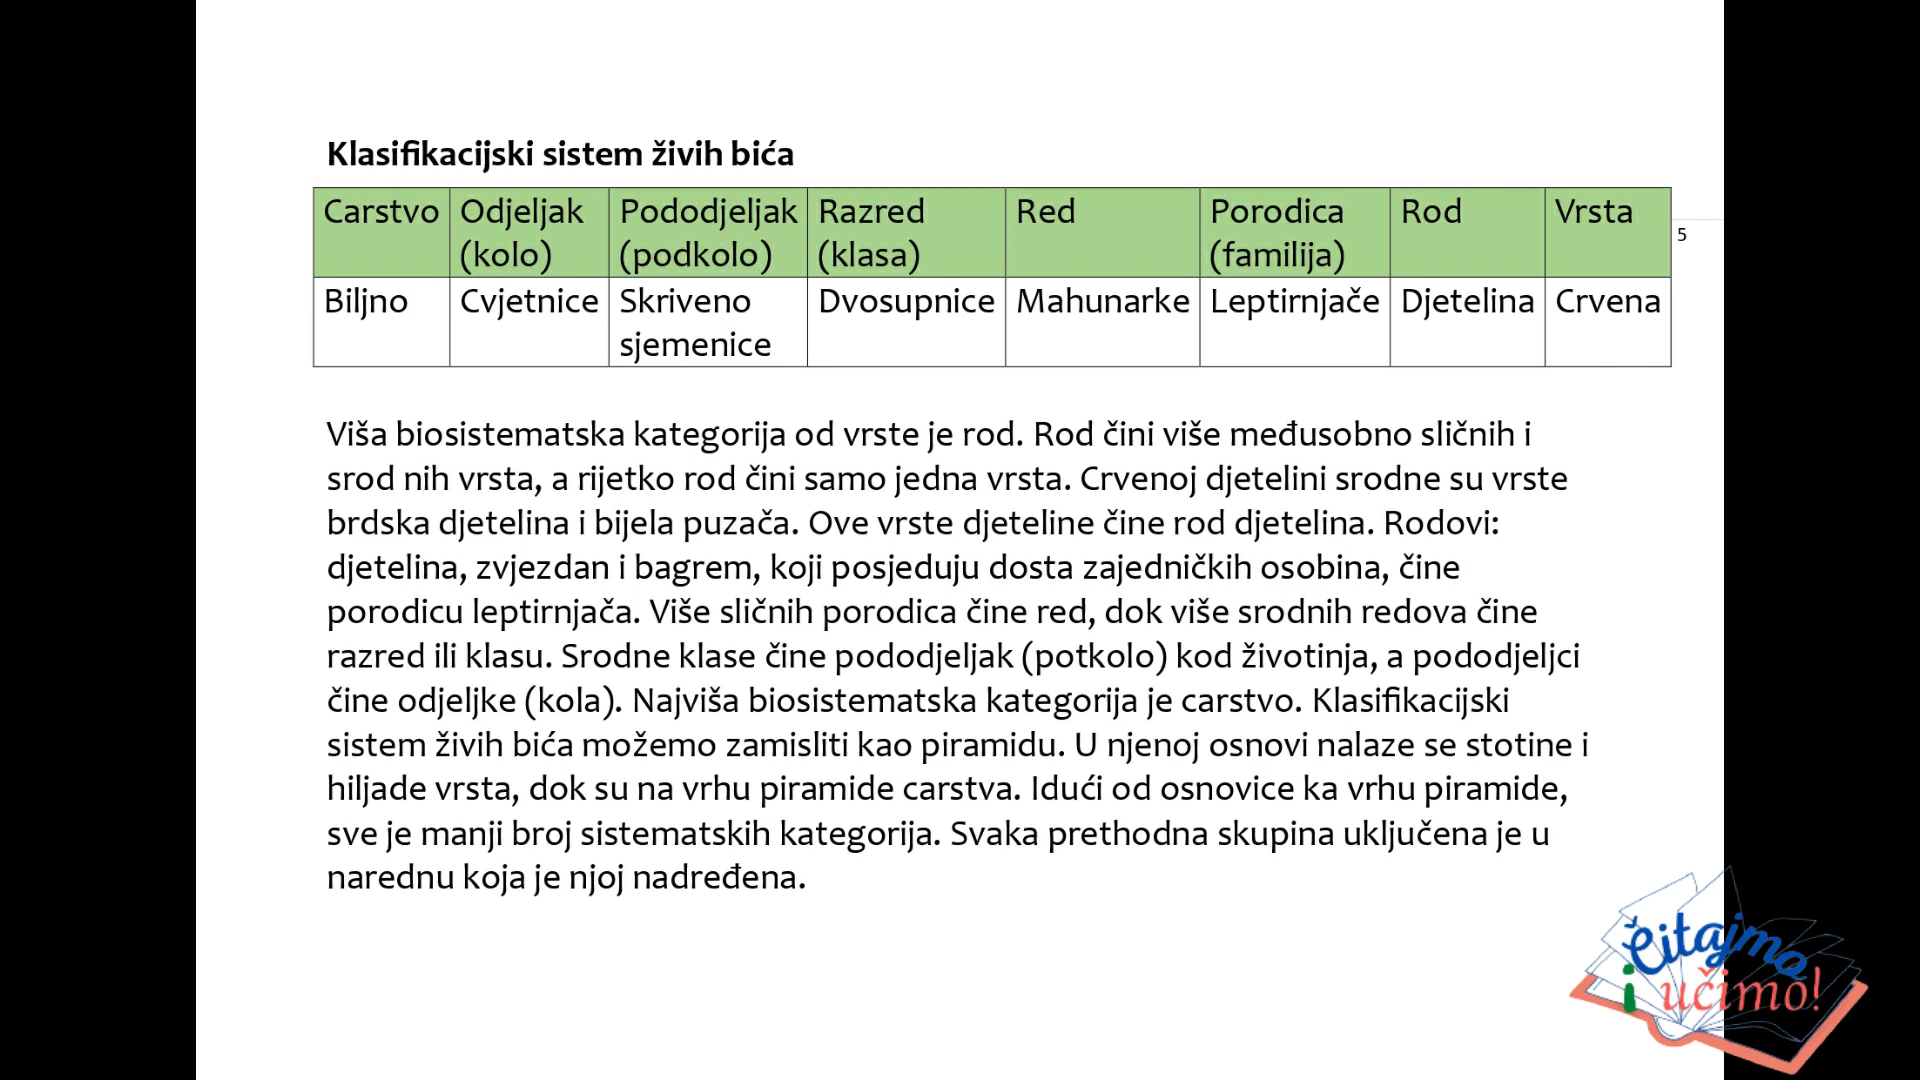 Klasifikacijski sistem živih bića
Carstvo Odjeljak (kolo) Pododjeljak (podkolo) Razred (klasa) Red Porodica (familija) Rod Vrsta
5
Biljno Cvjetnice Skriveno sjemenice Dvosupnice Mahunarke Leptirnjače Djetelina Crvena
Viša biosistematska kategorija od vrste je rod. Rod čini više međusobno sličnih i
srod nih vrsta, a rijetko rod čini samo jedna vrsta. Crvenoj djetelini srodne su vrste
brdska djetelina i bijela puzača. Ove vrste djeteline čine rod djetelina. Rodovi:
djetelina, zvjezdan i bagrem, koji posjeduju dosta zajedničkih osobina, čine
porodicu leptirnjača. Više sličnih porodica čine red, dok više srodnih redova čine
razred ili klasu. Srodne klase čine pododjeljak (potkolo) kod životinja, a pododjeljci
čine odjeljke (kola). Najviša biosistematska kategorija je carstvo. Klasifikacijski
sistem živih bića možemo zamisliti kao piramidu. U njenoj osnovi nalaze se stotine i
hiljade vrsta, dok su na vrhu piramide carstva. Idući od osnovice ka vrhu piramide,
sve je manji broj sistematskih kategorija. Svaka prethodna skupina uključena je u
narednu koja je njoj nadređena.
čitajmo
i učimo!